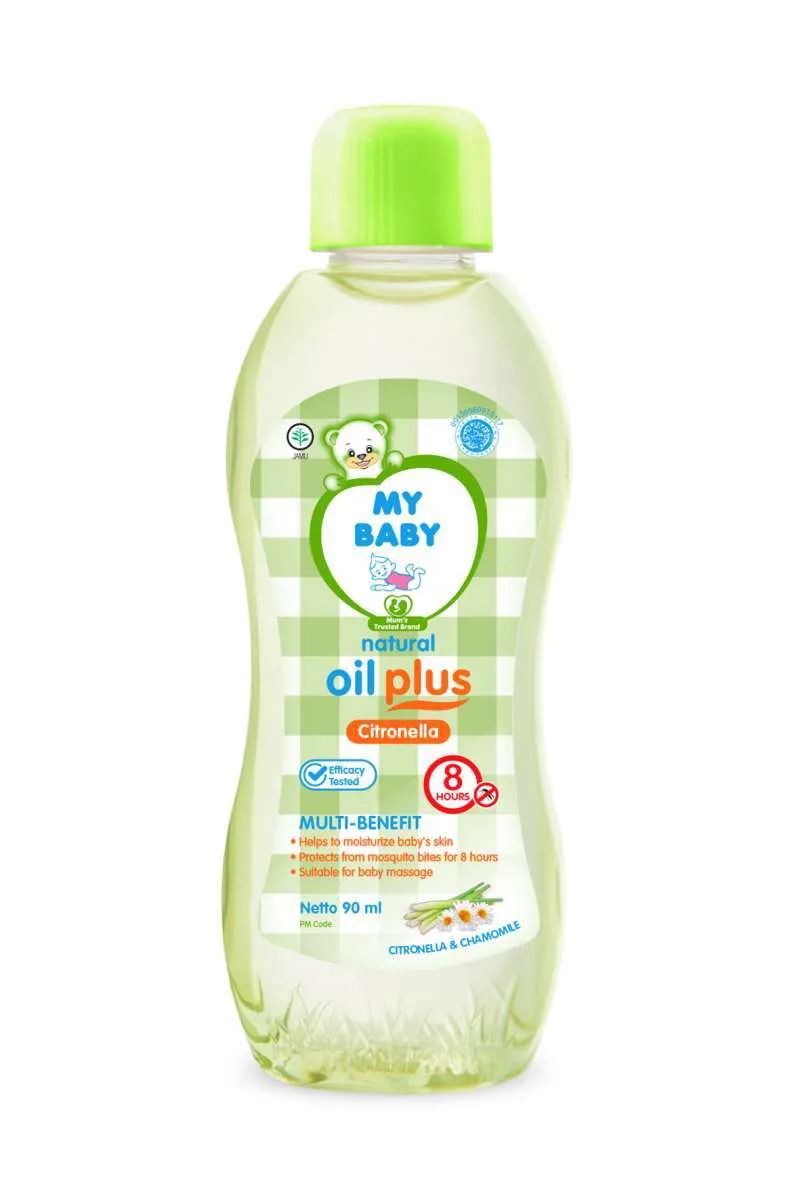 JAMU
MY
BABY
Mum's
Trusted Brand
natural
oil plus
Citronella
Efficacy
Tested
8
HOURS
MULTI-BENEFIT
• Helps to moisturize baby's skin
• Protects from mosquito bites for 8 hours
• Suitable for baby massage
Netto 90 ml
PM Code
CITRONELLA & CHAMOMILE